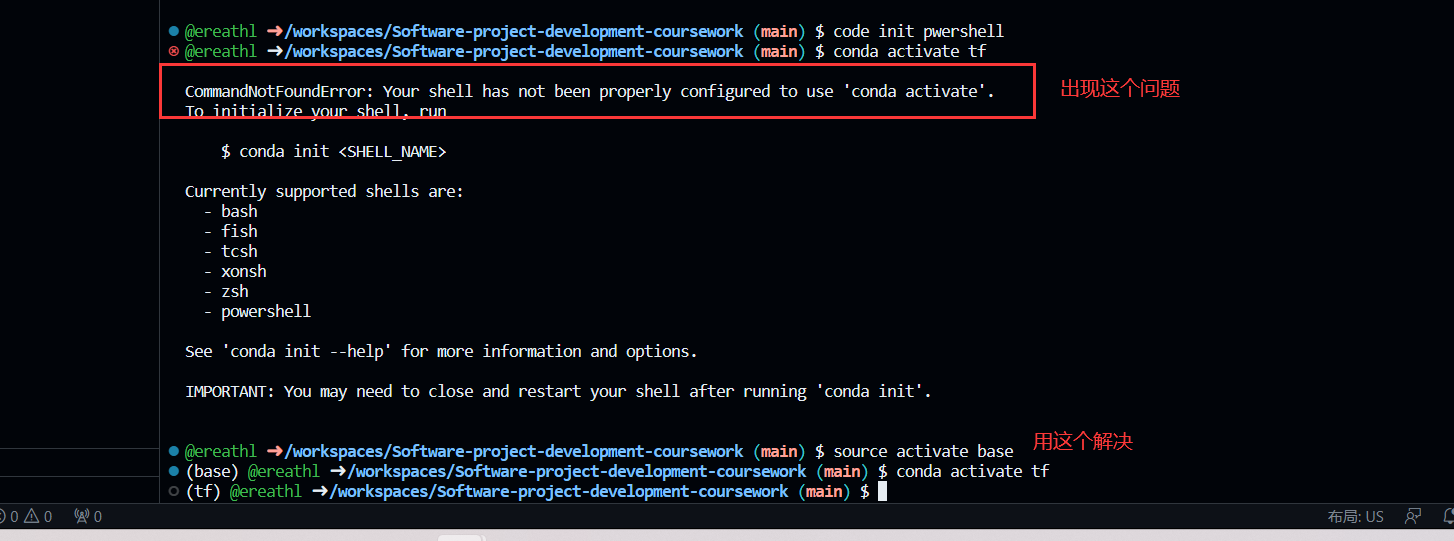 @ereathl ➜/workspaces/Software-project-development-coursework (main) $ code init pwershell
@ereathl ➜/workspaces/Software-project-development-coursework (main) $ conda activate tf
CommandNotFoundError: Your shell has not been properly configured to use 'conda activate'.
出现这个问题
To initialize your shell, run
$ conda init <SHELL_NAME>
Currently supported shells are:
- bash
- fish
- tcsh
- xonsh
- zsh
- powershell
See 'conda init --help' for more information and options.
IMPORTANT: You may need to close and restart your shell after running 'conda init'.
@ereathl ➜/workspaces/Software-project-development-coursework (main) $ source activate base
用这个解决
(base) @ereathl ➜/workspaces/Software-project-development-coursework (main) $ conda activate tf
(tf) @ereathl ➜/workspaces/Software-project-development-coursework (main) $
0 0 0 布局: US